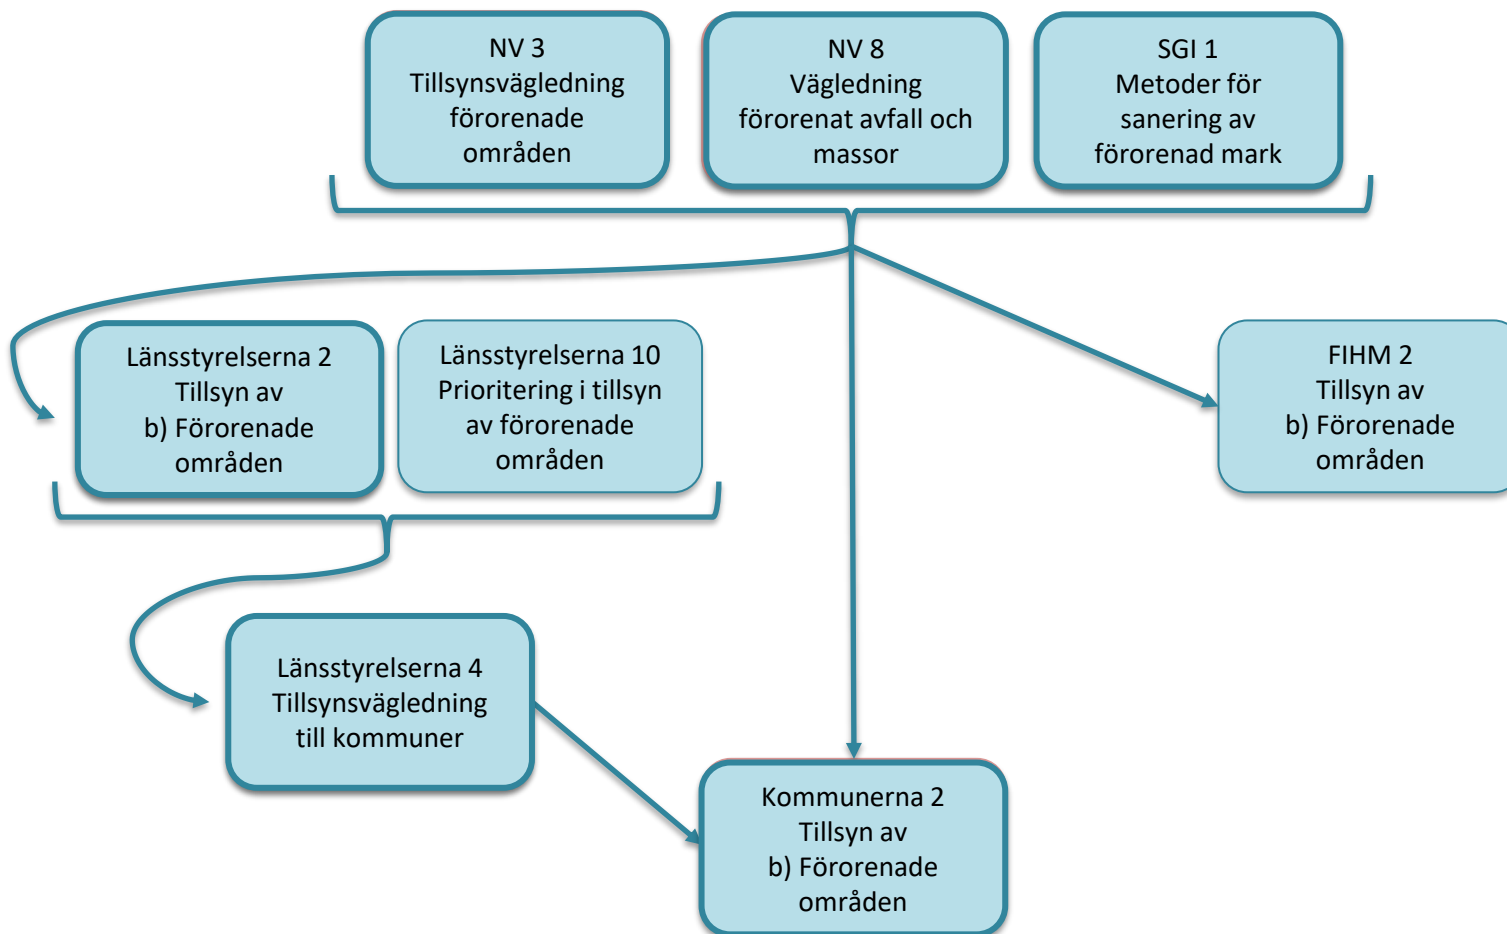 NV 3
Tillsynsvägledning
förorenade
områden
NV 8
Vägledning
förorenat avfall och
massor
SGI 1
Metoder för
sanering av
förorenad mark
Länsstyrelserna 2
Tillsyn av
b) Förorenade
områden
Länsstyrelserna 10
Prioritering i tillsyn
av förorenade
områden
FIHM 2
Tillsyn av
b) Förorenade
områden
Länsstyrelserna 4
Tillsynsvägledning
till kommuner
Kommunerna 2
Tillsyn av
b) Förorenade
områden